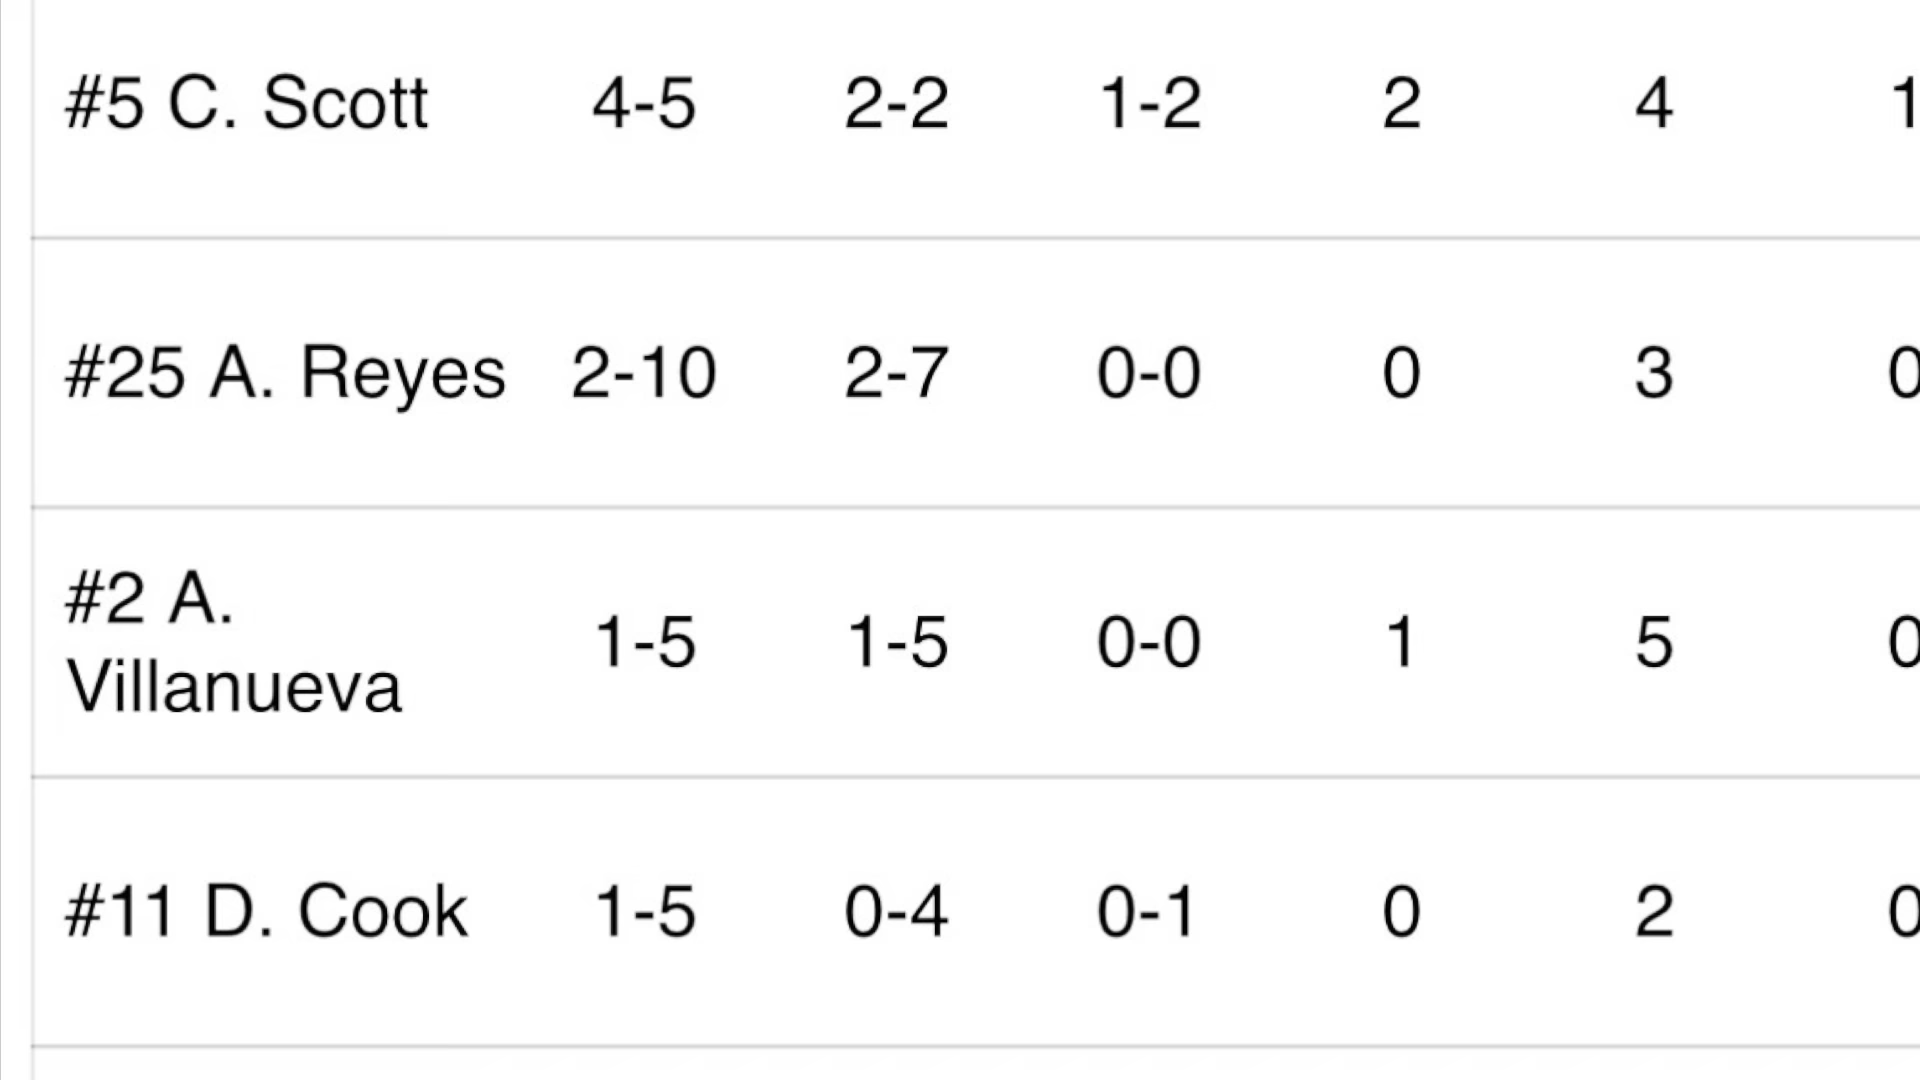 #5 C. Scott 4-5 2-2 1-2 2 4 1
#25 A. Reyes 2-10 2-7 0-0 0 3 0
#2 A.
Villanueva 1-5 1-5 0-0 1 5 0
#11 D. Cook 1-5 0-4 0-1 0 2 0